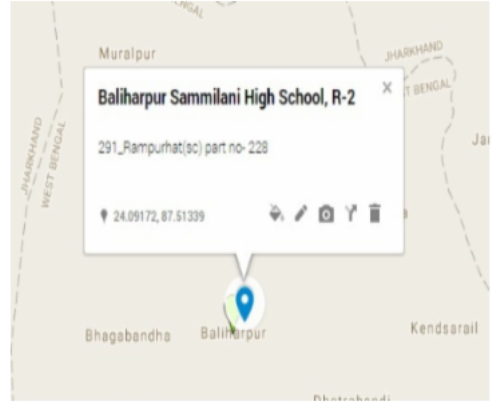 NGAL
Muralpur
JHARKHAND
T BENGAL
Baliharpur Sammilani High School, R-2
×
291_Rampurhat(sc) part no- 228
JHARKHAND
WEST BENGAL
24.09172, 87.51339
Bhagabandha
Baliharpur
Kendsarail